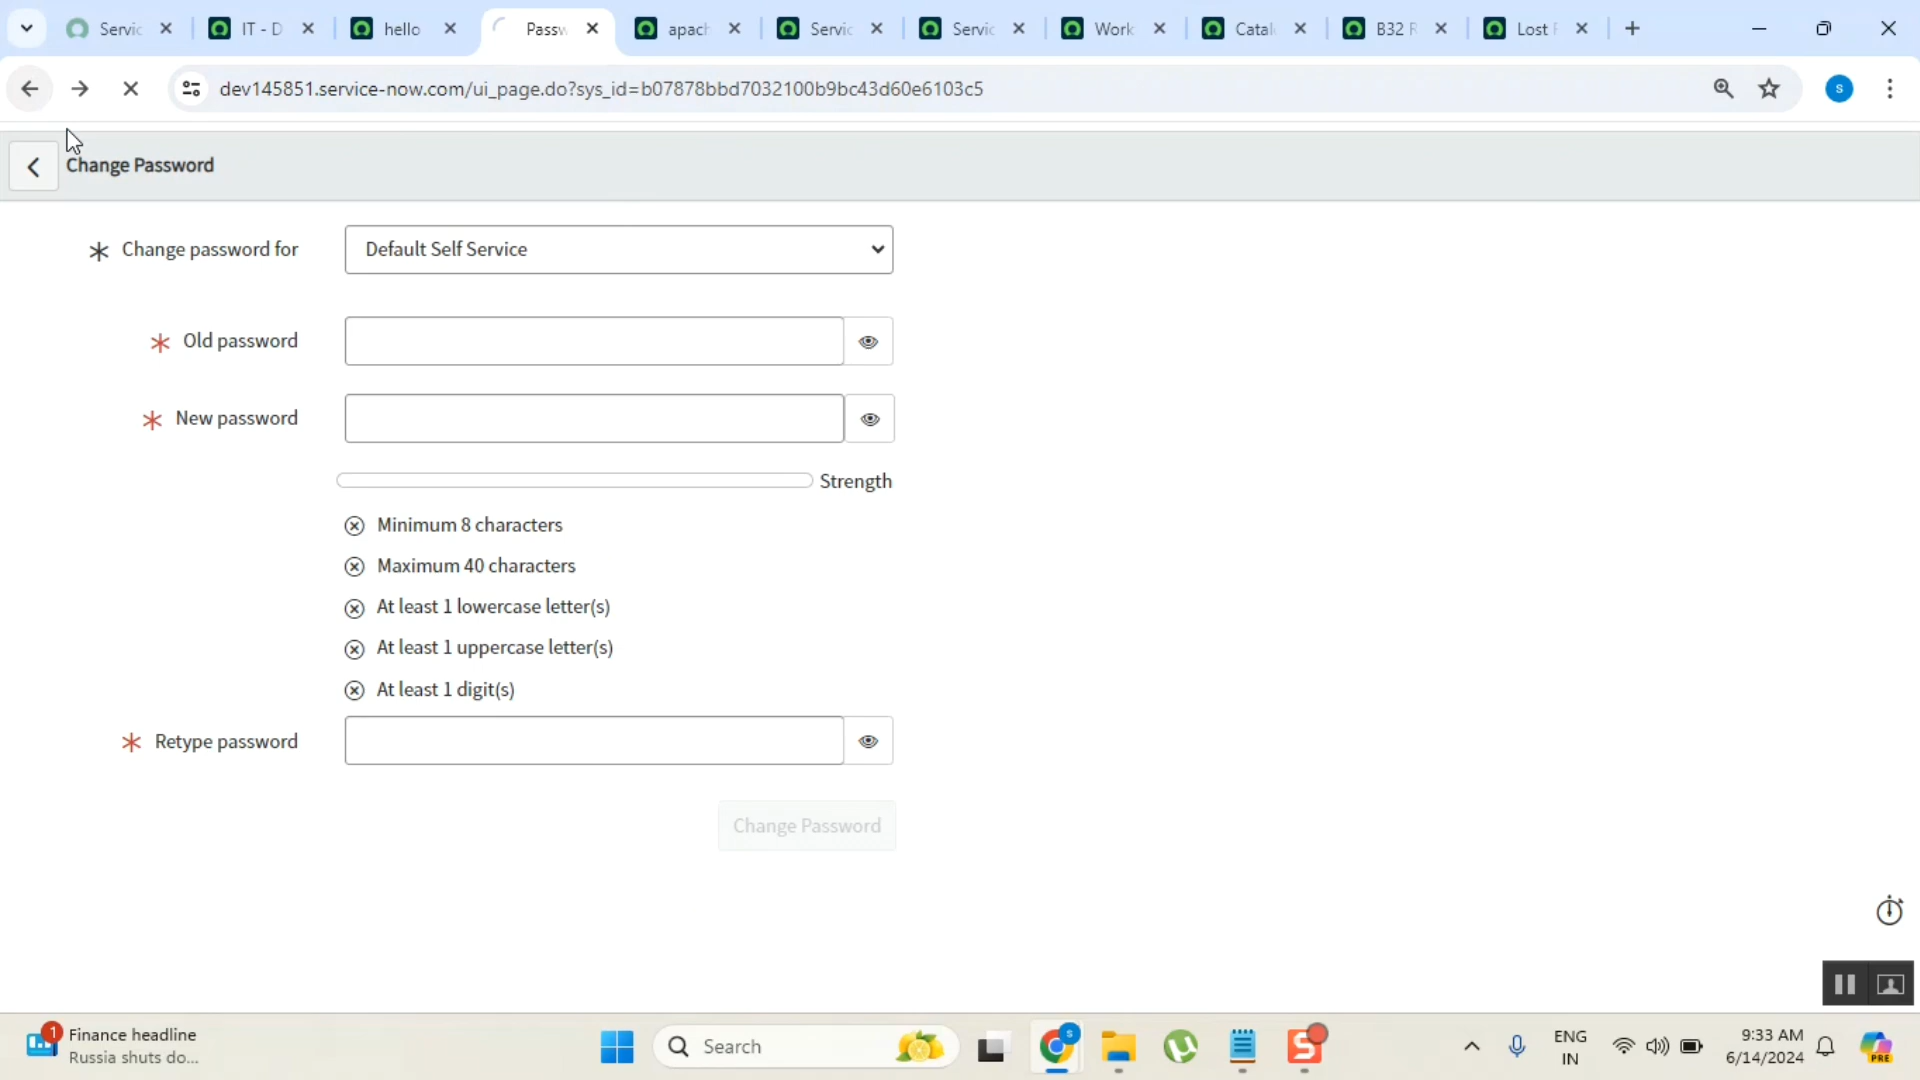 Servic
IT - D
hello
Passw
apach
Servic
Servic
Work
Catal
B32 R
Lost F
dev145851.service-now.com/ui_page.do?sys_id=b07878bbd7032100b9bc43d60e6103c5
s
Change Password
* Change password for
Default Self Service
* Old password
* New password
Strength
Minimum 8 characters
Maximum 40 characters
At least 1 lowercase letter(s)
At least 1 uppercase letter(s)
At least 1 digit(s)
* Retype password
Change Password
1
Finance headline
Russia shuts do...
Search
s
S
ENG
IN
9:33 AM
6/14/2024
PRE